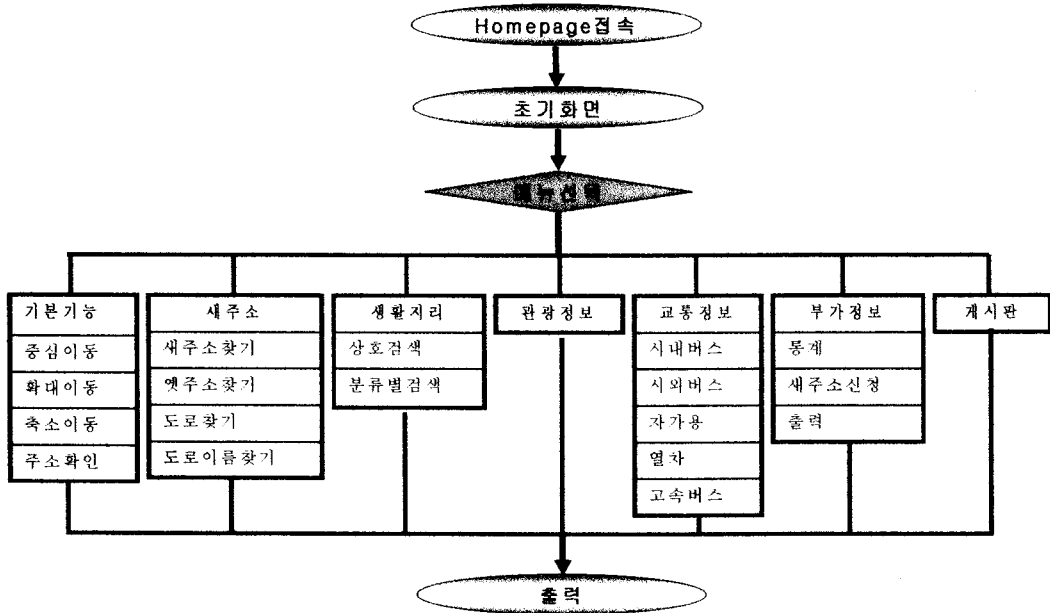 Homepage접속
초기화면
메뉴선택
기본기능
중심이동
확대이동
축소이동
주소확인
새주소
새주소찾기
옛주소찾기
도로찾기
도로이름찾기
생활지리
상호검색
분류별검색
관광정보
교통정보
시내버스
시외버스
자가용
열차
고속버스
부가정보
통계
새주소신청
출력
게시판
출력